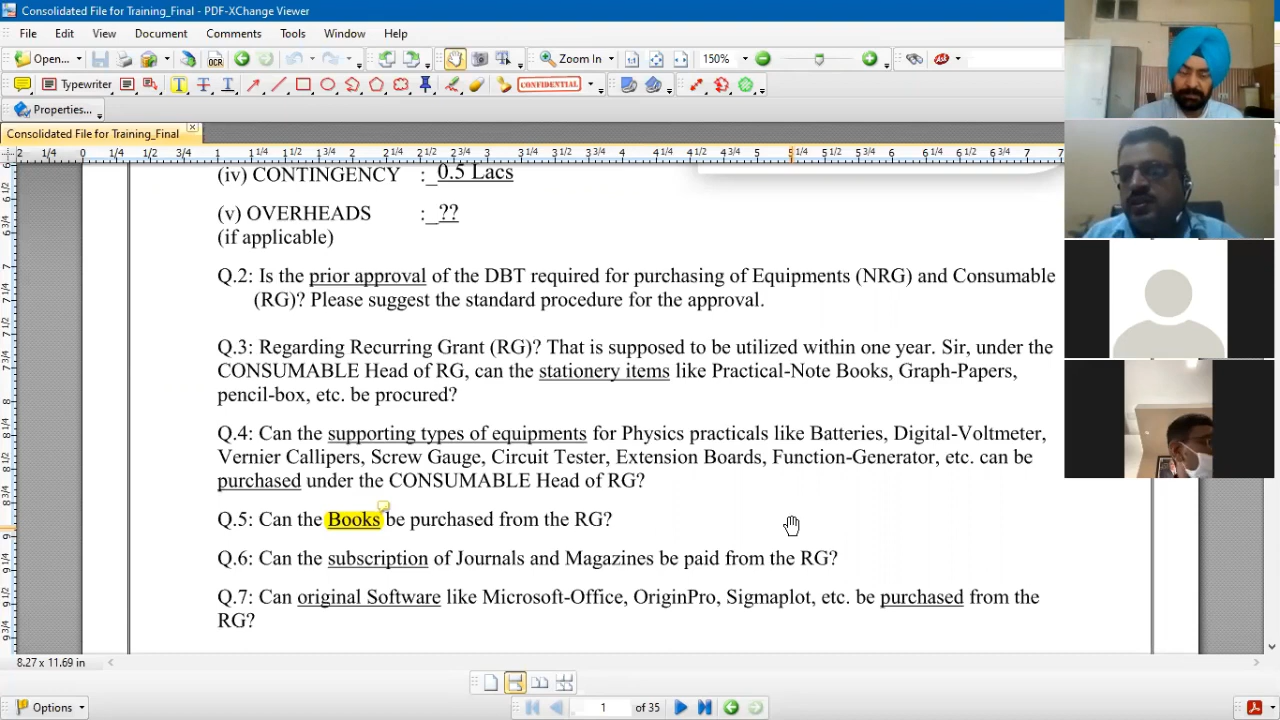 Consolidated File for Training_Final - PDF-XChange Viewer
File Edit View Document Comments Tools Window Help
Open... OCR Zoom In 150%
Typewriter CONFIDENTIAL
Properties...
Consolidated File for Training_Final
(iv) CONTINGENCY :_0.5 Lacs
(v) OVERHEADS :_??
(if applicable)
Q.2: Is the prior approval of the DBT required for purchasing of Equipments (NRG) and Consumable
(RG)? Please suggest the standard procedure for the approval.
Q.3: Regarding Recurring Grant (RG)? That is supposed to be utilized within one year. Sir, under the
CONSUMABLE Head of RG, can the stationery items like Practical-Note Books, Graph-Papers,
pencil-box, etc. be procured?
Q.4: Can the supporting types of equipments for Physics practicals like Batteries, Digital-Voltmeter,
Vernier Callipers, Screw Gauge, Circuit Tester, Extension Boards, Function-Generator, etc. can be
purchased under the CONSUMABLE Head of RG?
Q.5: Can the Books be purchased from the RG?
Q.6: Can the subscription of Journals and Magazines be paid from the RG?
Q.7: Can original Software like Microsoft-Office, OriginPro, Sigmaplot, etc. be purchased from the
RG?
8.27 x 11.69 in
Options 1 of 35